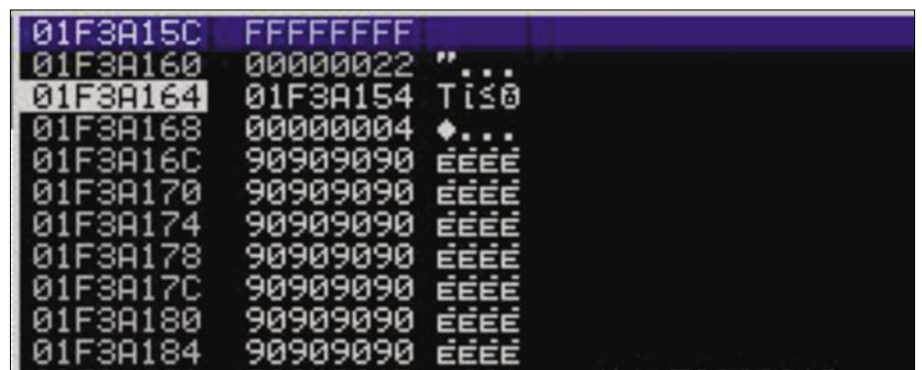 01F3A15C FFFFFFFF
01F3A160 00000022 "...
01F3A164 01F3A154 Tí≤☺
01F3A168 00000004 ♦...
01F3A16C 90909090 ÉÉÉÉ
01F3A170 90909090 ÉÉÉÉ
01F3A174 90909090 ÉÉÉÉ
01F3A178 90909090 ÉÉÉÉ
01F3A17C 90909090 ÉÉÉÉ
01F3A180 90909090 ÉÉÉÉ
01F3A184 90909090 ÉÉÉÉ